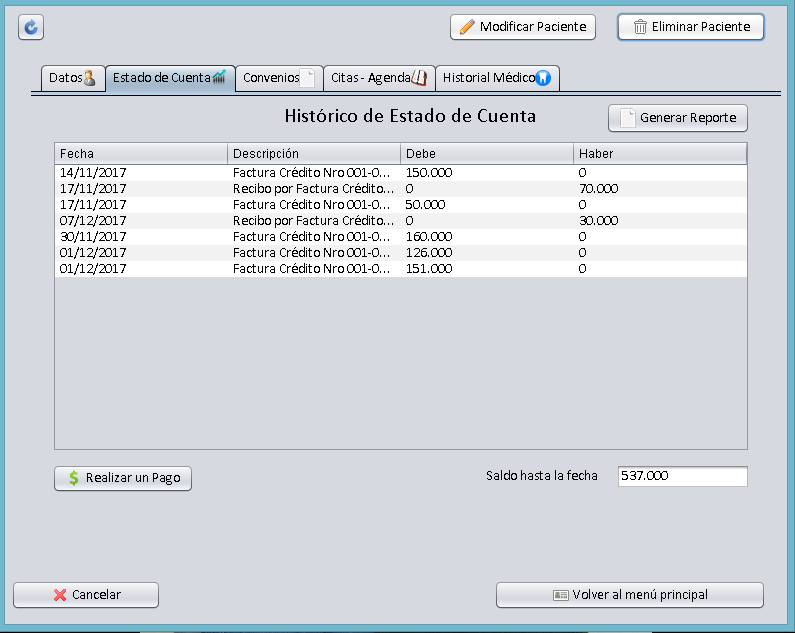 Modificar Paciente Eliminar Paciente
Datos Estado de Cuenta Convenios Citas - Agenda Historial Médico
Histórico de Estado de Cuenta Generar Reporte
Fecha Descripción Debe Haber
14/11/2017 Factura Crédito Nro 001-0... 150.000 0
17/11/2017 Recibo por Factura Crédito... 0 70.000
17/11/2017 Factura Crédito Nro 001-0... 50.000 0
07/12/2017 Recibo por Factura Crédito... 0 30.000
30/11/2017 Factura Crédito Nro 001-0... 160.000 0
01/12/2017 Factura Crédito Nro 001-0... 126.000 0
01/12/2017 Factura Crédito Nro 001-0... 151.000 0
$ Realizar un Pago Saldo hasta la fecha 537.000
Cancelar Volver al menú principal